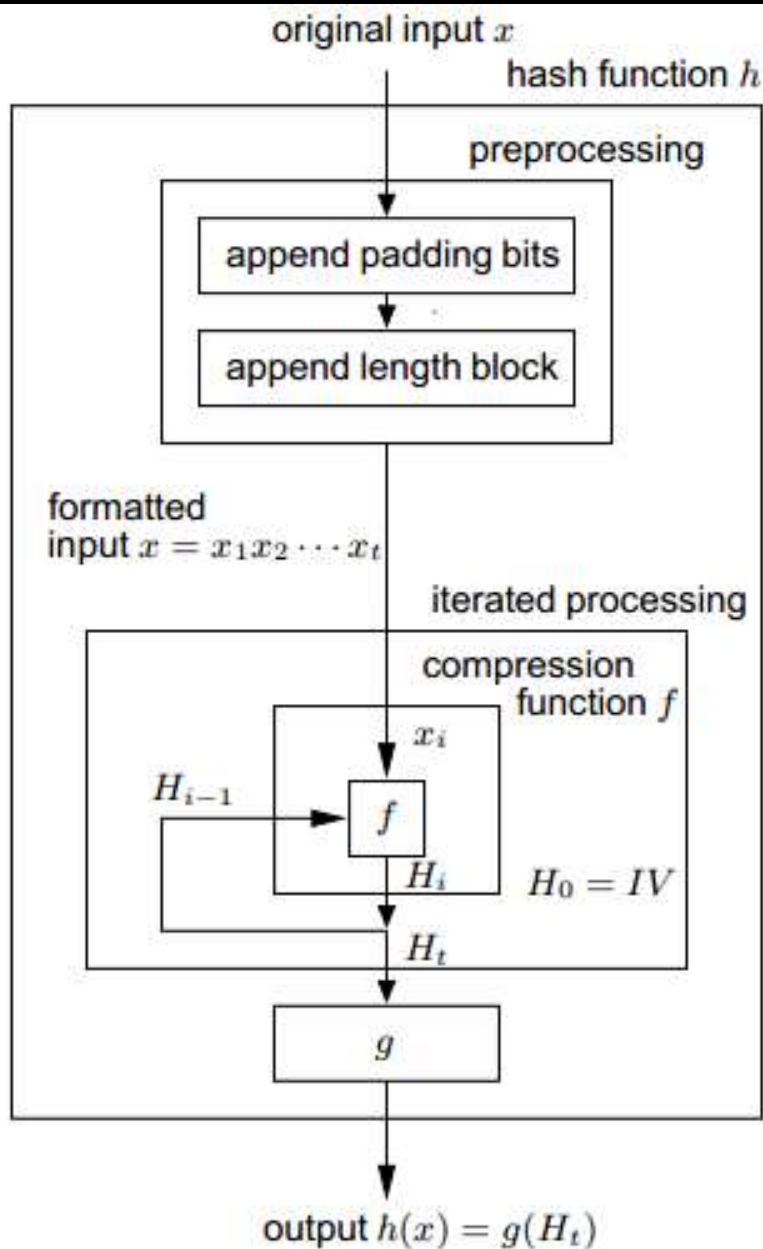 original input x
hash function h
preprocessing
append padding bits
append length block
formatted
input x = x₁x₂ ⋯ xₜ
iterated processing
compression
function f
xᵢ
Hᵢ₋₁
f
Hᵢ
H₀ = IV
Hₜ
g
output h(x) = g(Hₜ)